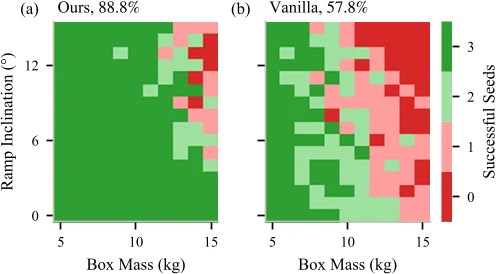 (a) Ours, 88.8%
(b) Vanilla, 57.8%
Ramp Inclination (°)
12
6
0
5 10 15
Box Mass (kg)
5 10 15
Box Mass (kg)
3
2
1
0
Successful Seeds